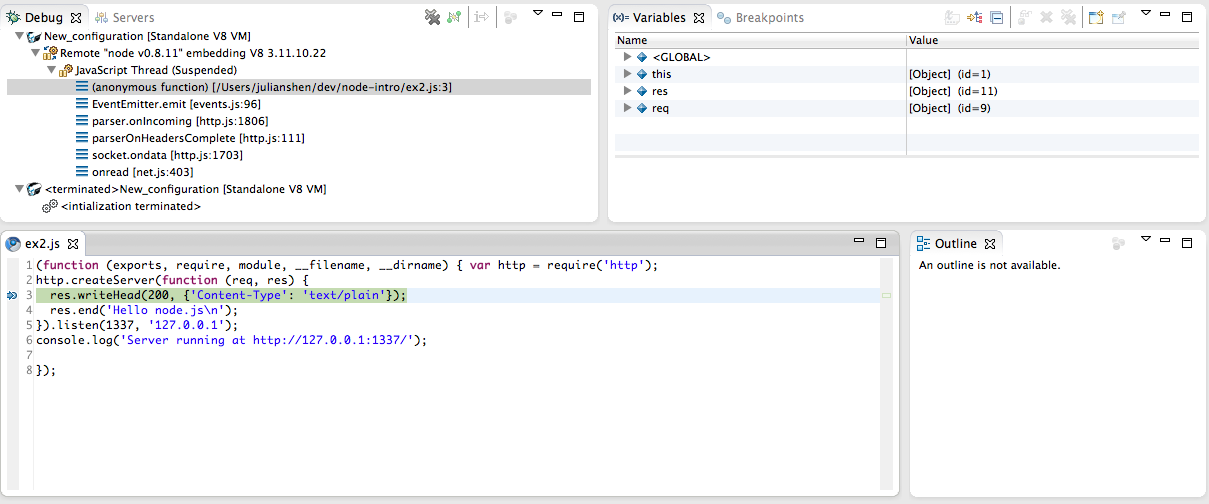 Debug Servers
New_configuration [Standalone V8 VM]
Remote "node v0.8.11" embedding V8 3.11.10.22
JavaScript Thread (Suspended)
(anonymous function) [/Users/julianshen/dev/node-intro/ex2.js:3]
EventEmitter.emit [events.js:96]
parser.onIncoming [http.js:1806]
parserOnHeadersComplete [http.js:111]
socket.ondata [http.js:1703]
onread [net.js:403]
<terminated>New_configuration [Standalone V8 VM]
<intialization terminated>
(x)= Variables Breakpoints
Name Value
<GLOBAL>
this [Object] (id=1)
res [Object] (id=11)
req [Object] (id=9)
ex2.js
1 (function (exports, require, module, __filename, __dirname) { var http = require('http');
2 http.createServer(function (req, res) {
3 res.writeHead(200, {'Content-Type': 'text/plain'});
4 res.end('Hello node.js\n');
5 }).listen(1337, '127.0.0.1');
6 console.log('Server running at http://127.0.0.1:1337/');
7
8 });
Outline
An outline is not available.